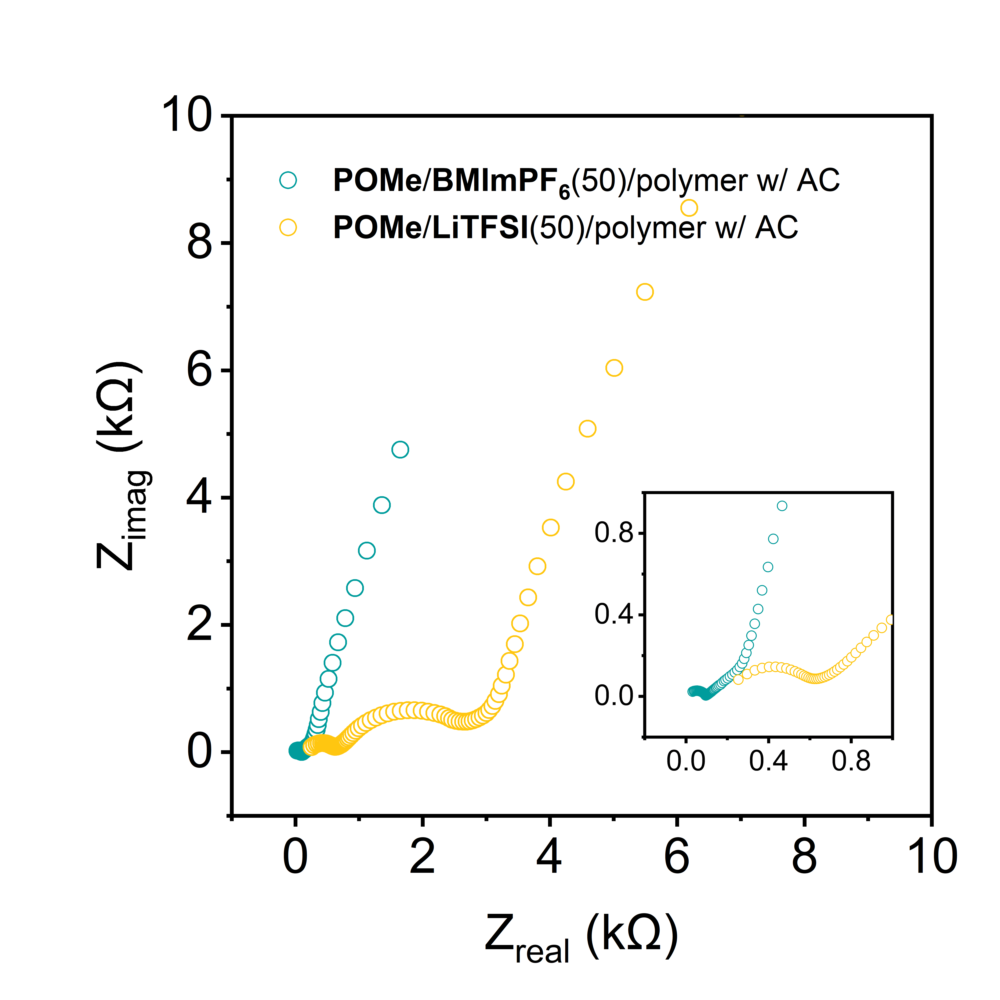 10
8
6
4
2
0
Zimag (kΩ)
POMe/BMImPF6(50)/polymer w/ AC
POMe/LiTFSI(50)/polymer w/ AC
0.8
0.4
0.0
0.0 0.4 0.8
0 2 4 6 8 10
Zreal (kΩ)